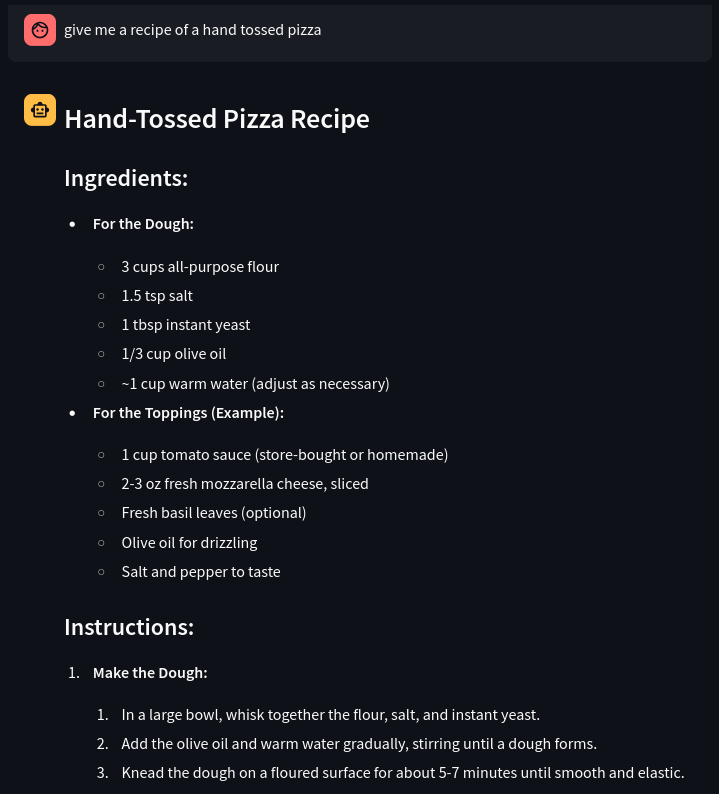 give me a recipe of a hand tossed pizza
Hand-Tossed Pizza Recipe
Ingredients:
• For the Dough:
○ 3 cups all-purpose flour
○ 1.5 tsp salt
○ 1 tbsp instant yeast
○ 1/3 cup olive oil
○ ~1 cup warm water (adjust as necessary)
• For the Toppings (Example):
○ 1 cup tomato sauce (store-bought or homemade)
○ 2-3 oz fresh mozzarella cheese, sliced
○ Fresh basil leaves (optional)
○ Olive oil for drizzling
○ Salt and pepper to taste
Instructions:
1. Make the Dough:
1. In a large bowl, whisk together the flour, salt, and instant yeast.
2. Add the olive oil and warm water gradually, stirring until a dough forms.
3. Knead the dough on a floured surface for about 5-7 minutes until smooth and elastic.